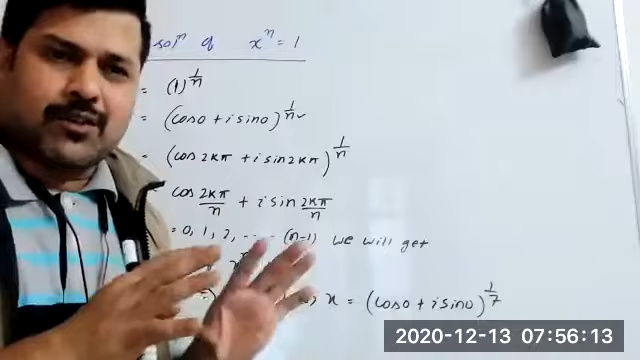 solⁿ of xⁿ = 1
= (1)^{1/n}
= (cos0 + i sin0)^{1/n}
= (cos 2kπ + i sin 2kπ)^{1/n}
cos 2kπ/n + i sin 2kπ/n
= 0, 1, 2, ---- (n-1) we will get
x = (cos0 + i sin0)^{1/7}
2020-12-13 07:56:13